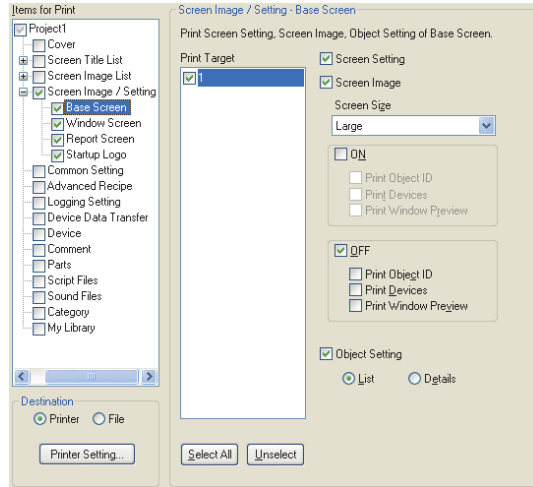 Items for Print
Project1
Cover
Screen Title List
Screen Image List
Screen Image / Setting
Base Screen
Window Screen
Report Screen
Startup Logo
Common Setting
Advanced Recipe
Logging Setting
Device Data Transfer
Device
Comment
Parts
Script Files
Sound Files
Category
My Library
Destination
Printer
File
Printer Setting...
Screen Image / Setting - Base Screen
Print Screen Setting, Screen Image, Object Setting of Base Screen.
Print Target
1
Select All
Unselect
Screen Setting
Screen Image
Screen Size
Large
ON
Print Object ID
Print Devices
Print Window Preview
OFF
Print Object ID
Print Devices
Print Window Preview
Object Setting
List
Details